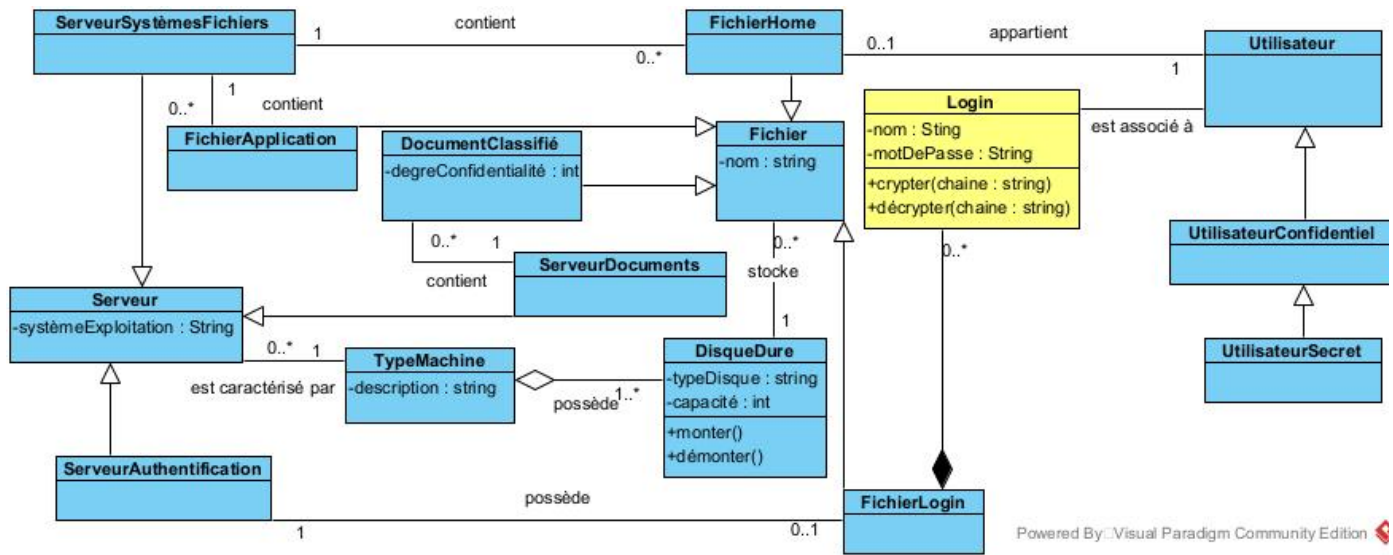 ServeurSystèmesFichiers
1
contient
0..*
FichierHome
0..1
appartient
1
Utilisateur
0..*
1
contient
FichierApplication
DocumentClassifié
-degreConfidentialité : int
Fichier
-nom : string
Login
-nom : Sting
-motDePasse : String
+crypter(chaine : string)
+décrypter(chaine : string)
est associé à
0..*
1
contient
ServeurDocuments
0..*
stocke
1
0..*
UtilisateurConfidentiel
UtilisateurSecret
Serveur
-systèmeExploitation : String
0..*
1
est caractérisé par
TypeMachine
-description : string
possède
1..*
DisqueDure
-typeDisque : string
-capacité : int
+monter()
+démonter()
ServeurAuthentification
possède
1
0..1
FichierLogin
Powered By Visual Paradigm Community Edition